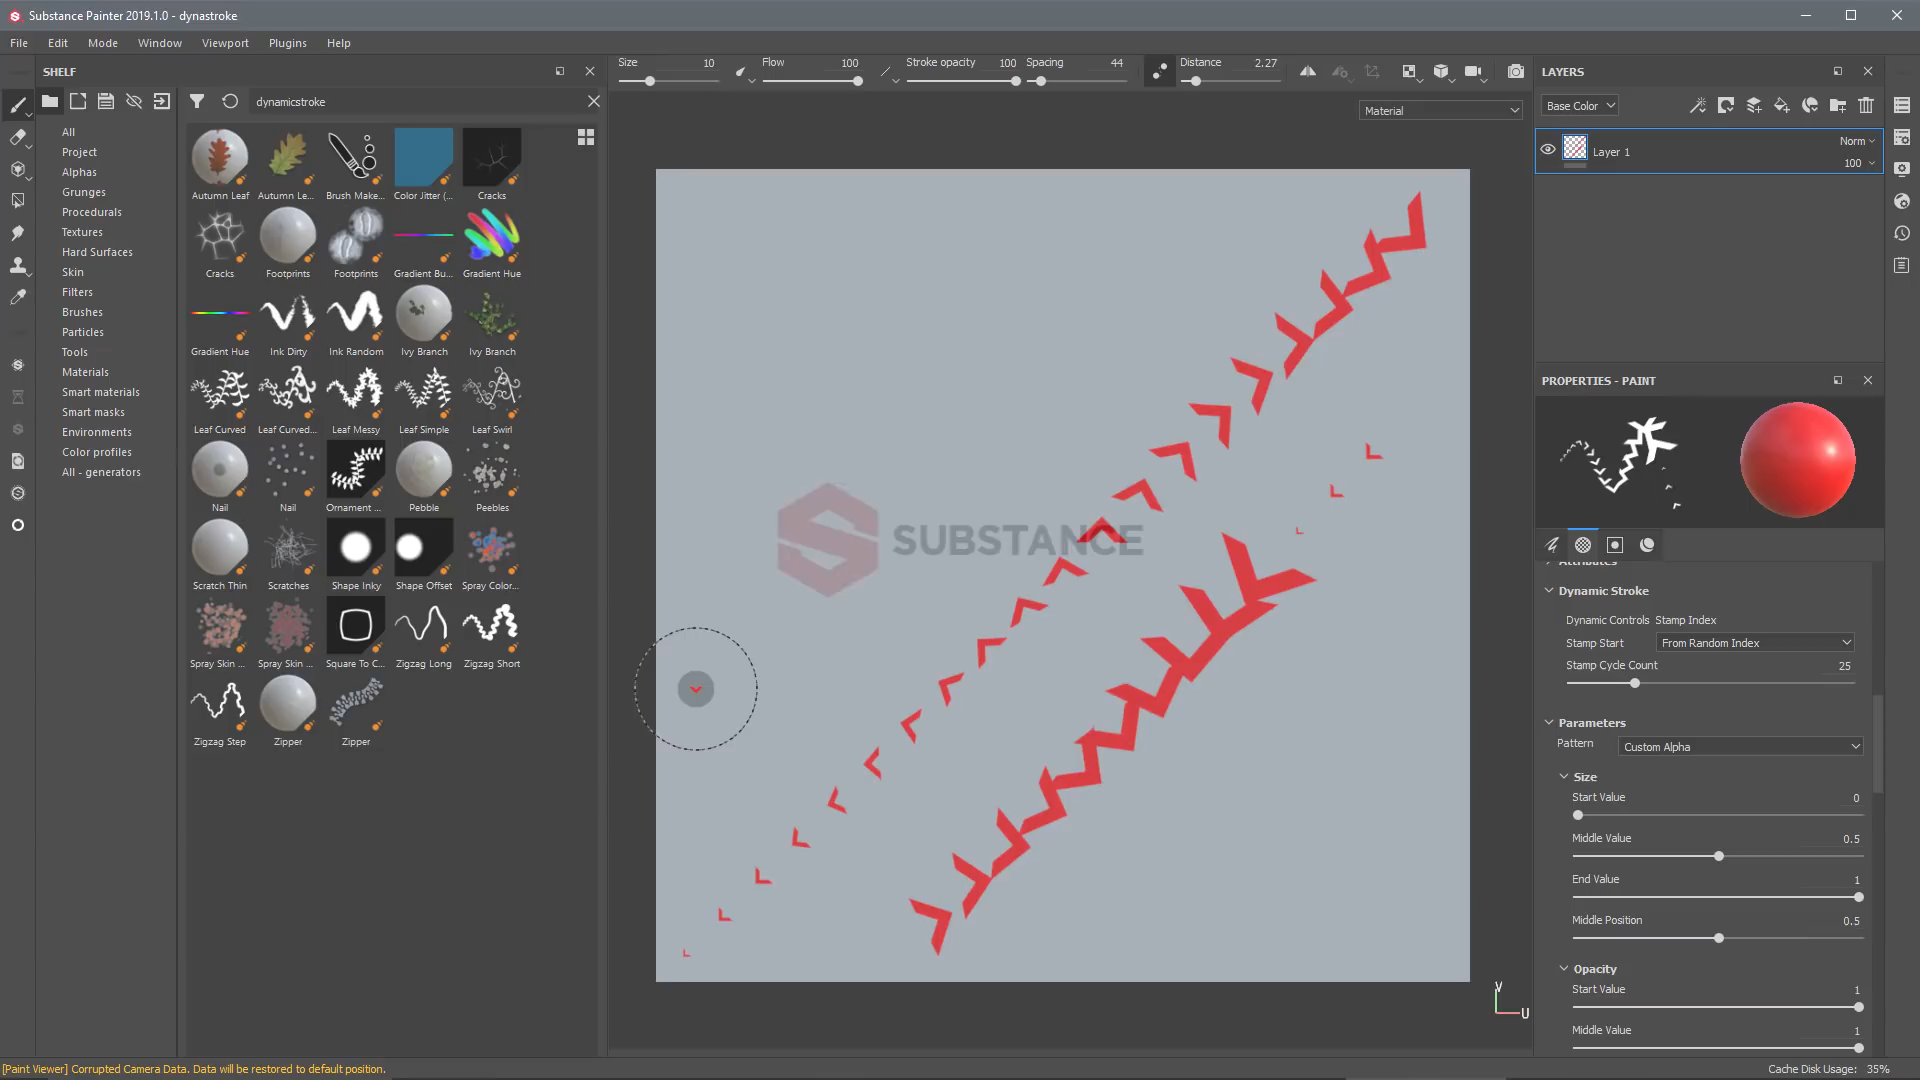 Substance Painter 2019.1.0 - dynastroke
File Edit Mode Window Viewport Plugins Help
SHELF
dynamicstroke
All
Project
Alphas
Grunges
Procedurals
Textures
Hard Surfaces
Skin
Filters
Brushes
Particles
Tools
Materials
Smart materials
Smart masks
Environments
Color profiles
All - generators
Autumn Leaf Autumn Le... Brush Make... Color Jitter (... Cracks
Cracks Footprints Footprints Gradient Bu... Gradient Hue
Gradient Hue Ink Dirty Ink Random Ivy Branch Ivy Branch
Leaf Curved Leaf Curved... Leaf Messy Leaf Simple Leaf Swirl
Nail Nail Ornament ... Pebble Peebles
Scratch Thin Scratches Shape Inky Shape Offset Spray Color...
Spray Skin ... Spray Skin ... Square To C... Zigzag Long Zigzag Short
Zigzag Step Zipper Zipper
Size 10 Flow 100 Stroke opacity 100 Spacing 44 Distance 2.27
Material
SUBSTANCE
V
U
LAYERS
Base Color
Layer 1
Norm
100
PROPERTIES - PAINT
Attributes
Dynamic Stroke
Dynamic Controls Stamp Index
Stamp Start From Random Index
Stamp Cycle Count 25
Parameters
Pattern Custom Alpha
Size
Start Value 0
Middle Value 0.5
End Value 1
Middle Position 0.5
Opacity
Start Value 1
Middle Value 1
[Paint Viewer] Corrupted Camera Data. Data will be restored to default position.
Cache Disk Usage: 35%